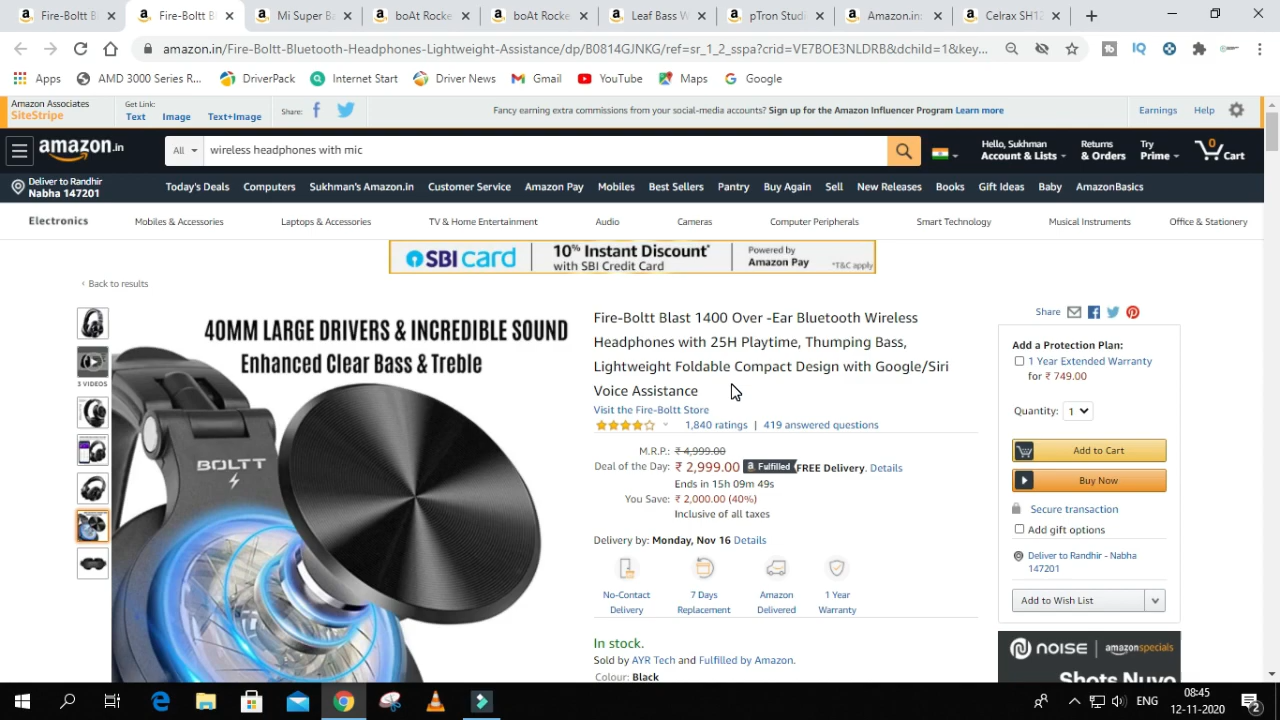 Fire-Boltt B
Fire-Boltt B
Mi Super Ba
boAt Rocke
boAt Rocke
Leaf Bass W
pTron Studi
Amazon.in:
Celrax SH12
amazon.in/Fire-Boltt-Bluetooth-Headphones-Lightweight-Assistance/dp/B0814GJNKG/ref=sr_1_2_sspa?crid=VE7BOE3NLDRB&dchild=1&key...
Apps
AMD 3000 Series R...
DriverPack
Internet Start
Driver News
Gmail
YouTube
Maps
Google
Amazon Associates
SiteStripe
Get Link:
Text Image Text+Image
Share:
Fancy earning extra commissions from your social-media accounts? Sign up for the Amazon Influencer Program Learn more
Earnings
Help
amazon.in
All
wireless headphones with mic
Hello, Sukhman
Account & Lists
Returns
& Orders
Try
Prime
0
Cart
Deliver to Randhir
Nabha 147201
Today's Deals Computers Sukhman's Amazon.in Customer Service Amazon Pay Mobiles Best Sellers Pantry Buy Again Sell New Releases Books Gift Ideas Baby AmazonBasics
Electronics Mobiles & Accessories Laptops & Accessories TV & Home Entertainment Audio Cameras Computer Peripherals Smart Technology Musical Instruments Office & Stationery
SBI card
10% Instant Discount*
with SBI Credit Card
Powered by
Amazon Pay
*T&C apply
‹ Back to results
3 VIDEOS
40MM LARGE DRIVERS & INCREDIBLE SOUND
Enhanced Clear Bass & Treble
BOLTT
Fire-Boltt Blast 1400 Over -Ear Bluetooth Wireless
Headphones with 25H Playtime, Thumping Bass,
Lightweight Foldable Compact Design with Google/Siri
Voice Assistance
Visit the Fire-Boltt Store
1,840 ratings | 419 answered questions
M.R.P.: ₹ 4,999.00
Deal of the Day: ₹ 2,999.00 Fulfilled FREE Delivery. Details
Ends in 15h 09m 49s
You Save: ₹ 2,000.00 (40%)
Inclusive of all taxes
Delivery by: Monday, Nov 16 Details
No-Contact
Delivery
7 Days
Replacement
Amazon
Delivered
1 Year
Warranty
In stock.
Sold by AYR Tech and Fulfilled by Amazon.
Colour: Black
Share
Add a Protection Plan:
1 Year Extended Warranty
for ₹ 749.00
Quantity: 1
Add to Cart
Buy Now
Secure transaction
Add gift options
Deliver to Randhir - Nabha
147201
Add to Wish List
noise
amazonspecials
Shots Nuvo
ENG
08:45
12-11-2020
2